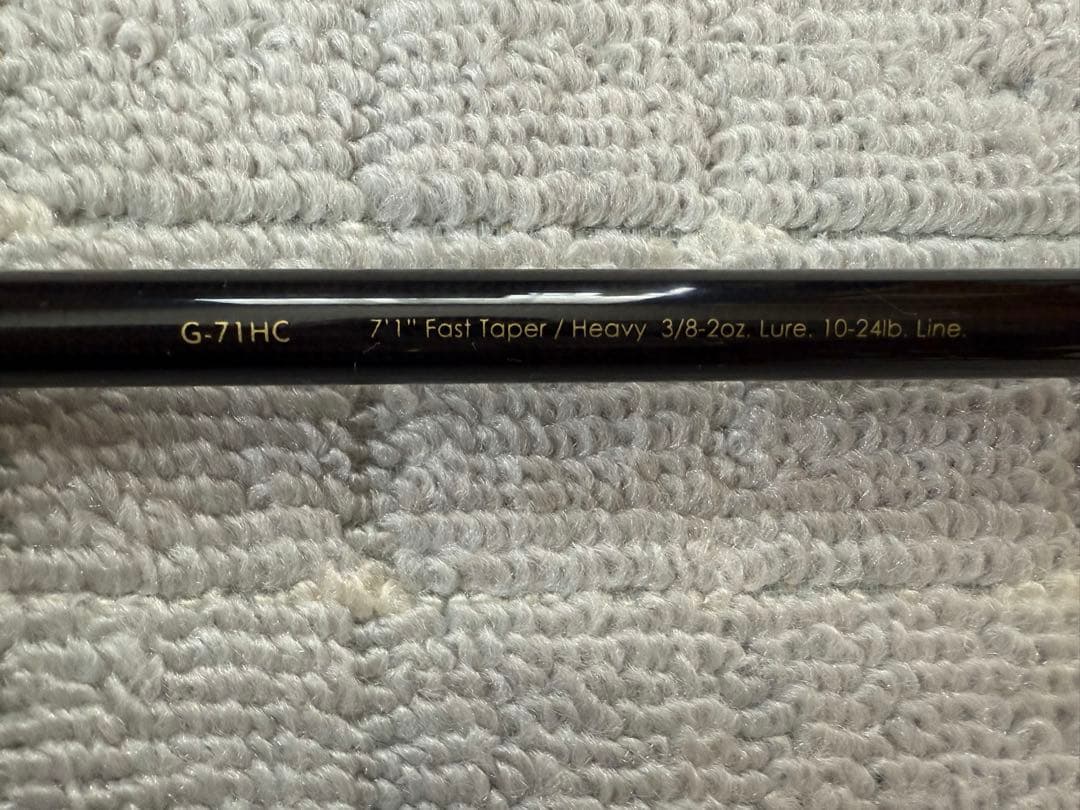 G-71HC 7'1" Fast Taper / Heavy 3/8-2oz. Lure. 10-24lb. Line.